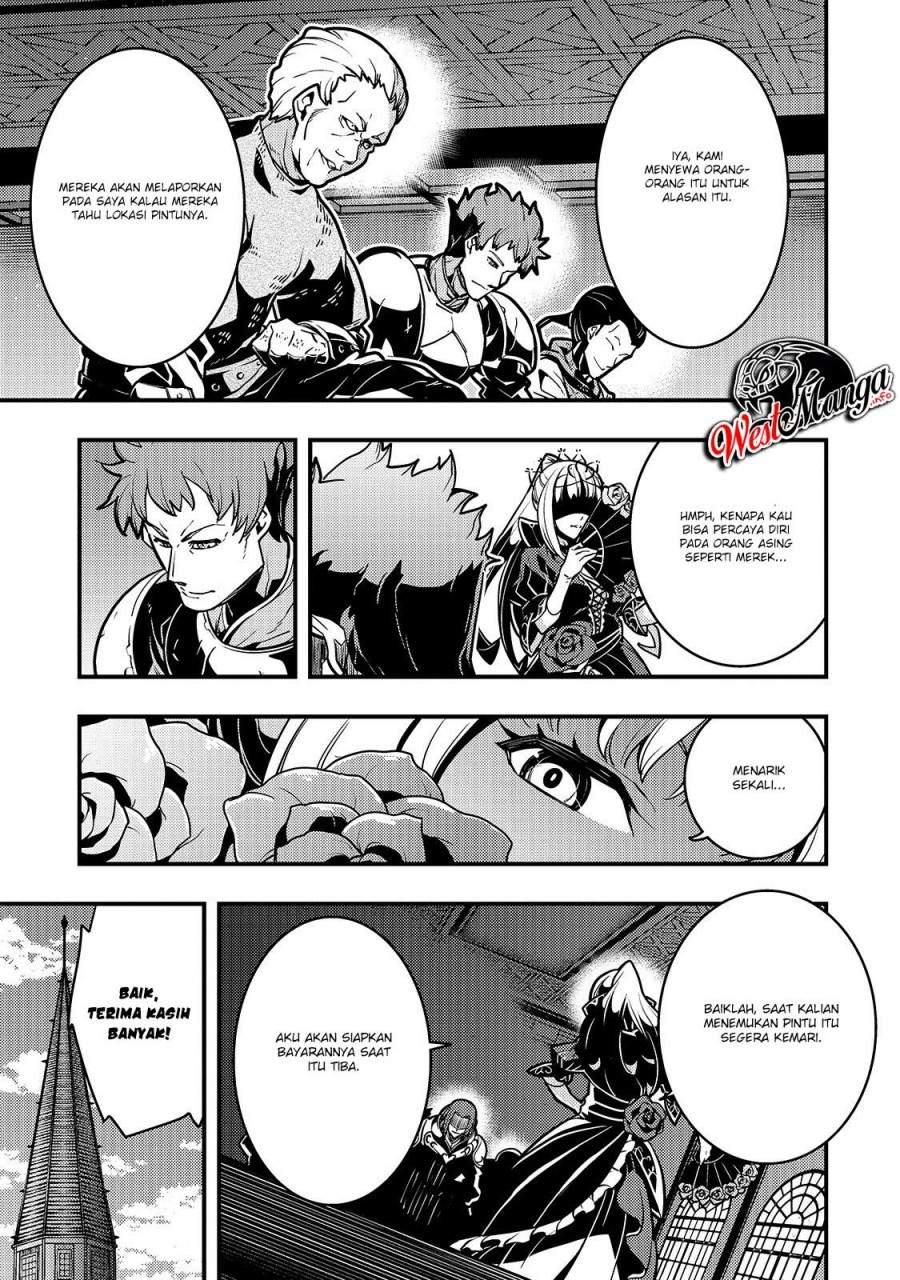 IYA, KAMI
MENYEWA ORANG-
ORANG ITU UNTUK
ALASAN ITU.
MEREKA AKAN MELAPORKAN
PADA SAYA KALAU MEREKA
TAHU LOKASI PINTUNYA.
WestManga
.info
HMPH, KENAPA KAU
BISA PERCAYA DIRI
PADA ORANG ASING
SEPERTI MEREK...
MENARIK
SEKALI...
BAIKLAH, SAAT KALIAN
MENEMUKAN PINTU ITU
SEGERA KEMARI.
AKU AKAN SIAPKAN
BAYARANNYA SAAT
ITU TIBA.
BAIK,
TERIMA KASIH
BANYAK!